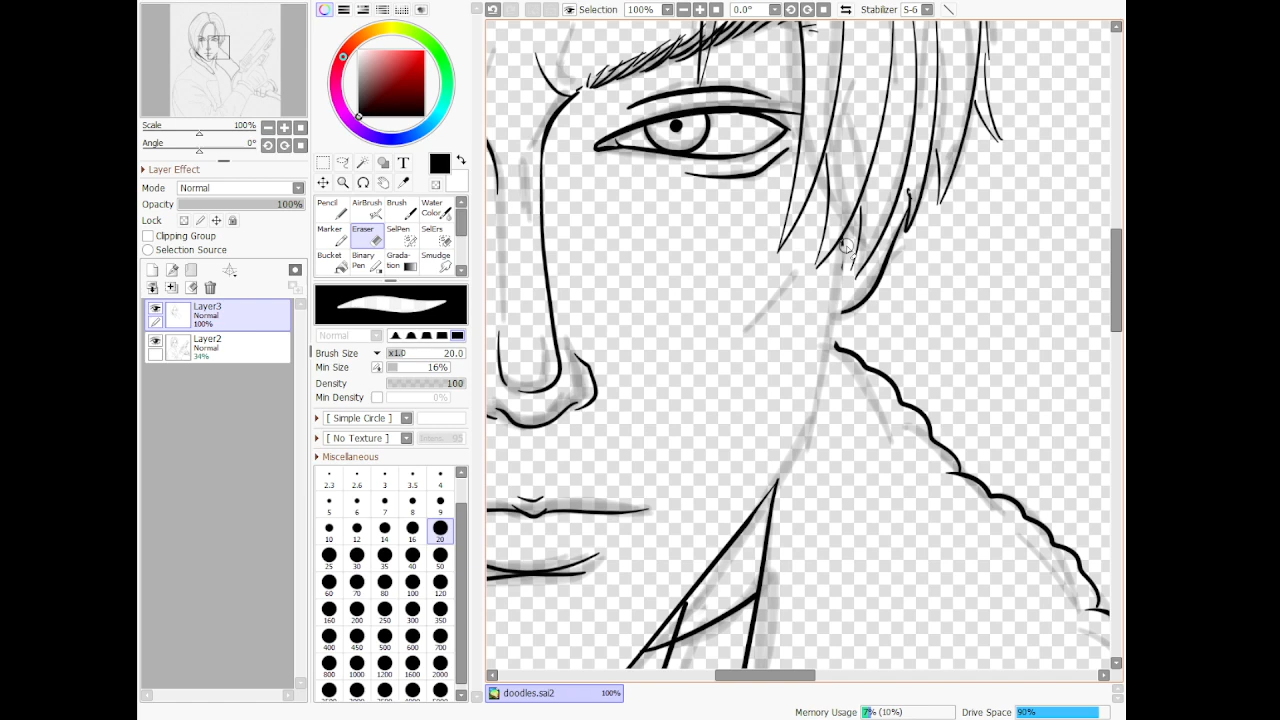 Selection 100% 0.0° Stabilizer S-6
Scale 100%
Angle 0°
Layer Effect
Mode Normal
Opacity 100%
Lock
Clipping Group
Selection Source
Layer3
Normal
100%
Layer2
Normal
34%
T
Pencil AirBrush Brush Water Color
Marker Eraser SelPen SelErs
Bucket Binary Pen Grada-tion Smudge
Normal
Brush Size x1.0 20.0
Min Size 16%
Density 100
Min Density 0%
[ Simple Circle ]
[ No Texture ] 95
Miscellaneous
2.3 2.6 3 3.5 4
5 6 7 8 9
10 12 14 16 20
25 30 35 40 50
60 70 80 100 120
160 200 250 300 350
400 450 500 600 700
800 1000 1200 1600 2000
doodles.sai2 100%
Memory Usage 7% (10%) Drive Space 90%